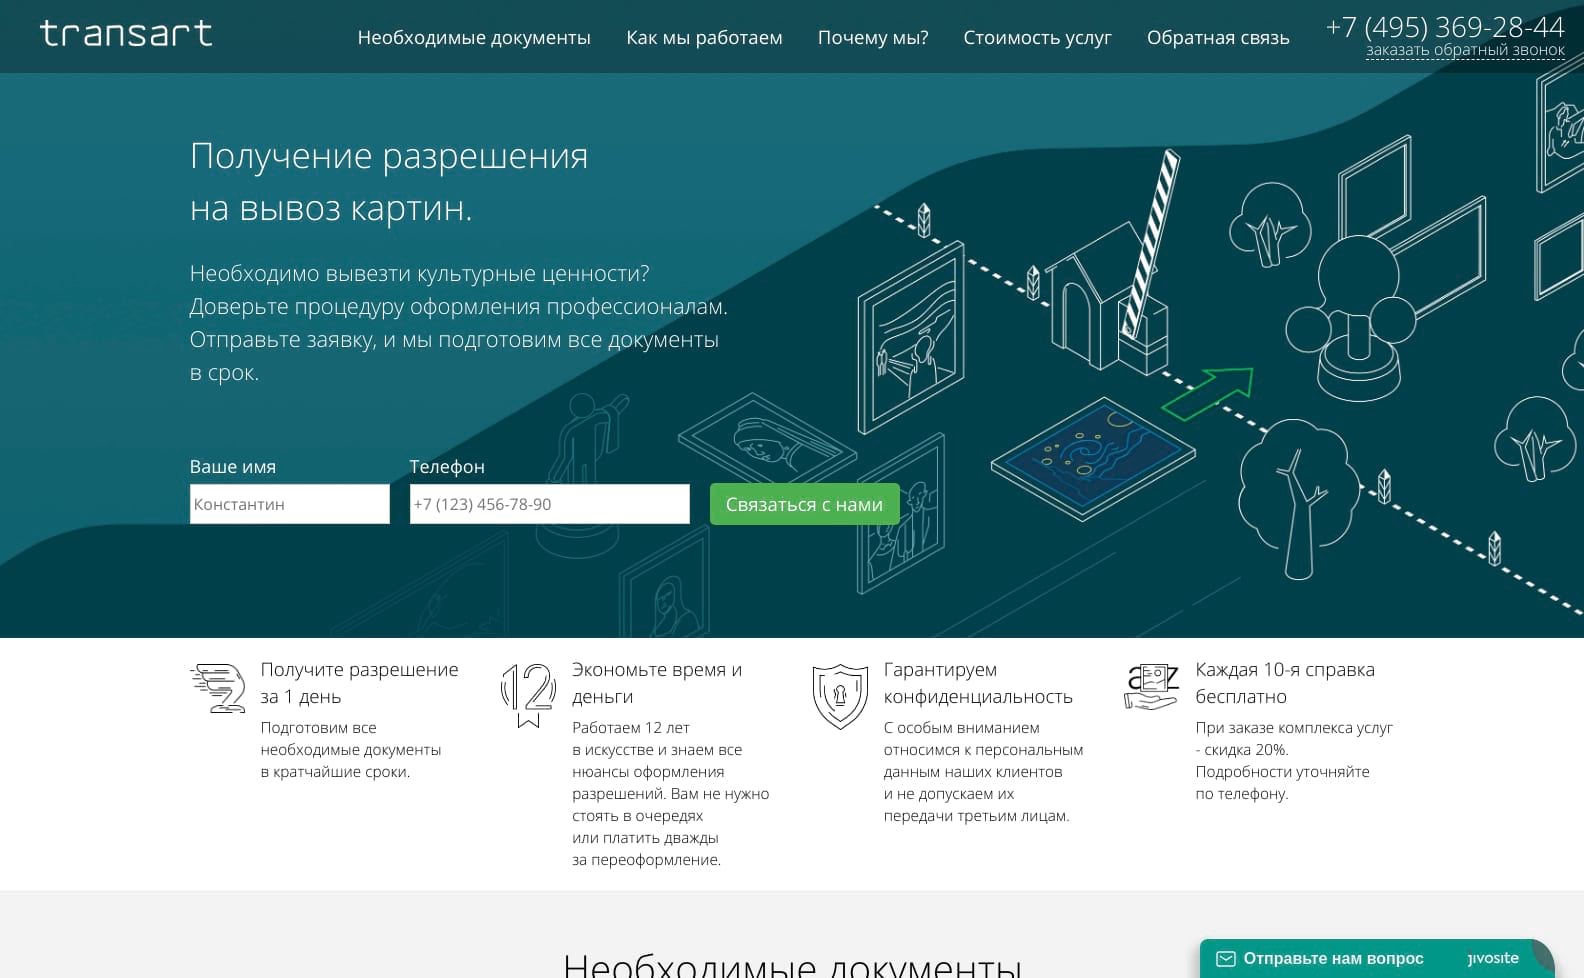 transart
Необходимые документы
Как мы работаем
Почему мы?
Стоимость услуг
Обратная связь
+7 (495) 369-28-44
заказать обратный звонок
Получение разрешения
на вывоз картин.
Необходимо вывезти культурные ценности?
Доверьте процедуру оформления профессионалам.
Отправьте заявку, и мы подготовим все документы
в срок.
Ваше имя
Телефон
Константин
+7 (123) 456-78-90
Связаться с нами
Получите разрешение
за 1 день
Подготовим все
необходимые документы
в кратчайшие сроки.
12
Экономьте время и
деньги
Работаем 12 лет
в искусстве и знаем все
нюансы оформления
разрешений. Вам не нужно
стоять в очередях
или платить дважды
за переоформление.
Гарантируем
конфиденциальность
С особым вниманием
относимся к персональным
данным наших клиентов
и не допускаем их
передачи третьим лицам.
Каждая 10-я справка
бесплатно
При заказе комплекса услуг
- скидка 20%.
Подробности уточняйте
по телефону.
Необходимые документы
Отправьте нам вопрос
jivosite